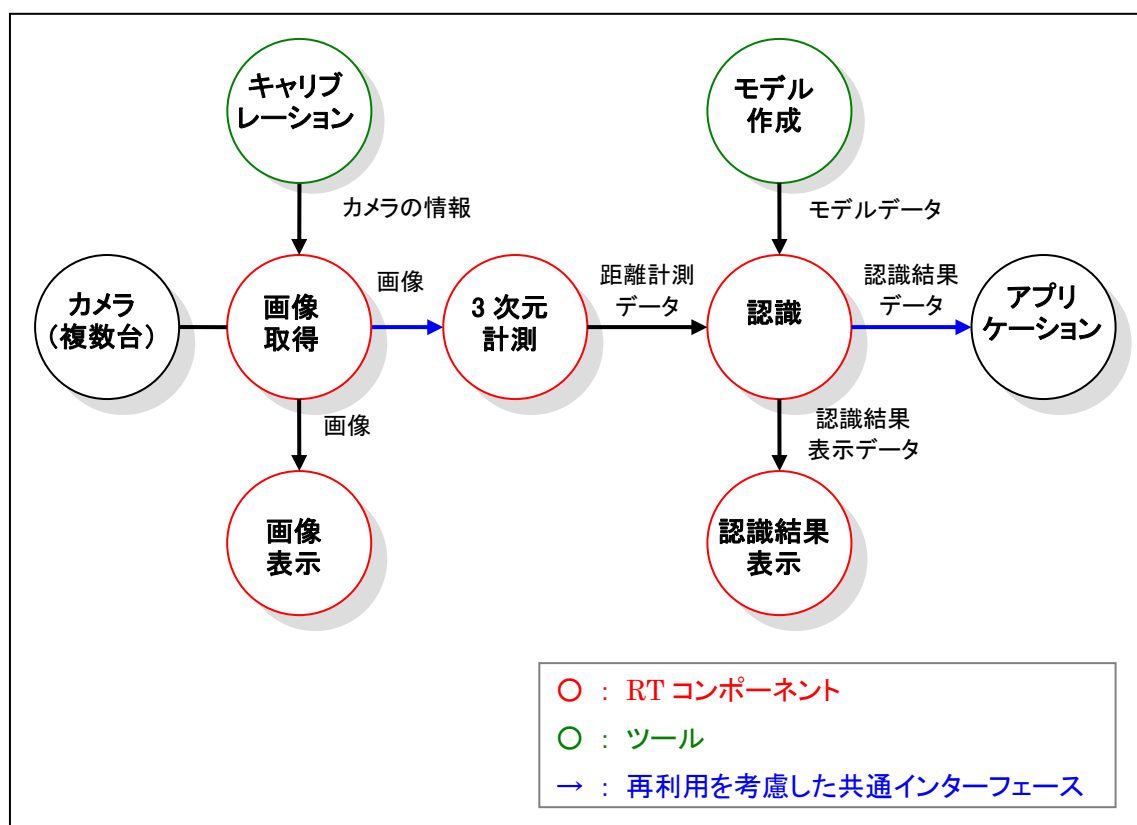 キャリブ
レーション
モデル
作成
カメラの情報
モデルデータ
カメラ
（複数台）
画像
取得
画像
3 次元
計測
距離計測
データ
認識
認識結果
データ
アプリ
ケーション
画像
認識結果
表示データ
画像
表示
認識結果
表示
○ ： RT コンポーネント
○ ： ツール
→ ： 再利用を考慮した共通インターフェース